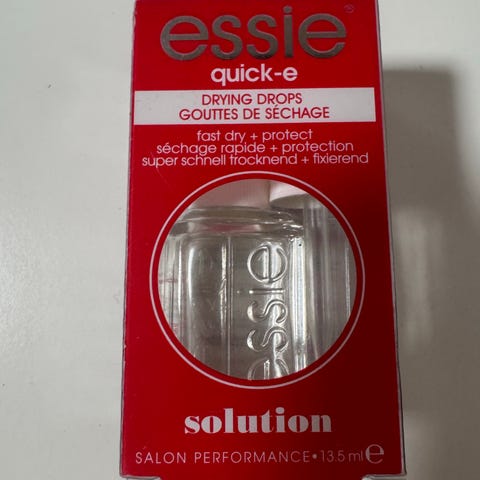 essie®
quick-e
DRYING DROPS
GOUTTES DE SÉCHAGE
fast dry + protect
séchage rapide + protection
super schnell trocknend + fixierend
essie
solution
SALON PERFORMANCE • 13.5 ml ℮